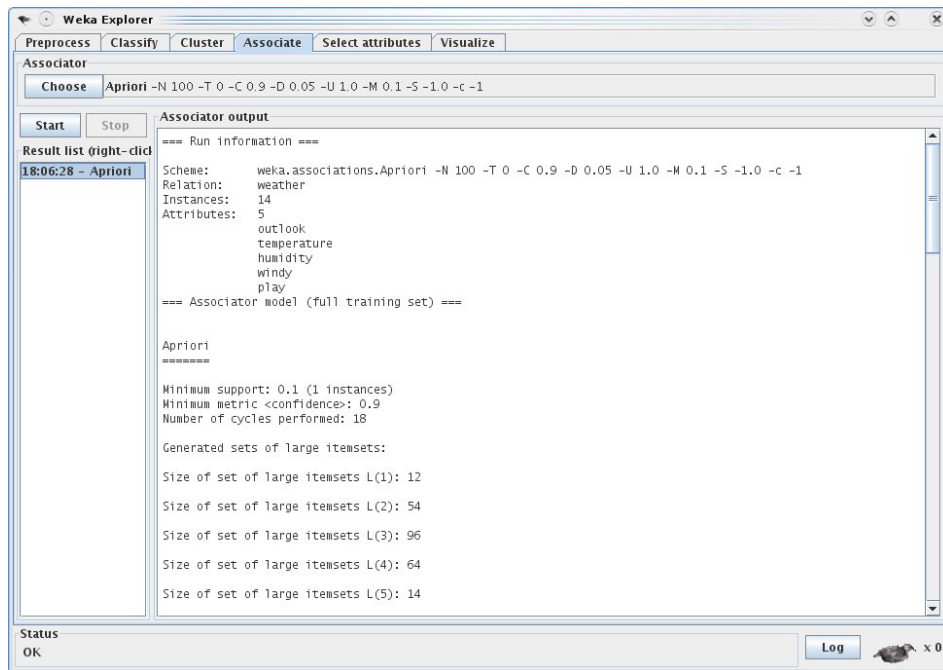 Weka Explorer
Preprocess Classify Cluster Associate Select attributes Visualize
Associator
Choose Apriori -N 100 -T 0 -C 0.9 -D 0.05 -U 1.0 -M 0.1 -S -1.0 -c -1
Start Stop
Result list (right-click
18:06:28 - Apriori
Associator output
=== Run information ===
Scheme: weka.associations.Apriori -N 100 -T 0 -C 0.9 -D 0.05 -U 1.0 -M 0.1 -S -1.0 -c -1
Relation: weather
Instances: 14
Attributes: 5
outlook
temperature
humidity
windy
play
=== Associator model (full training set) ===
Apriori
=======
Minimum support: 0.1 (1 instances)
Minimum metric <confidence>: 0.9
Number of cycles performed: 18
Generated sets of large itemsets:
Size of set of large itemsets L(1): 12
Size of set of large itemsets L(2): 54
Size of set of large itemsets L(3): 96
Size of set of large itemsets L(4): 64
Size of set of large itemsets L(5): 14
Status
OK
Log
x 0